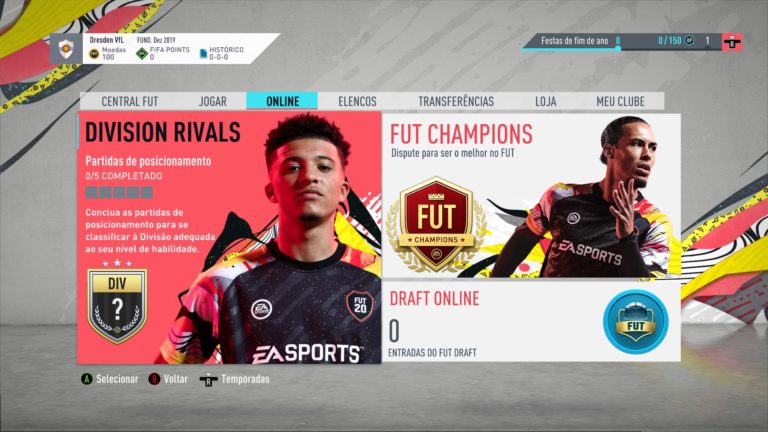 Dresden VfL
FUND. Dez 2019
FUT
Moedas
100
FIFA POINTS
0
HISTÓRICO
0-0-0
Festas de fim de ano
0
0/150
XP
1
R
CENTRAL FUT
JOGAR
ONLINE
ELENCOS
TRANSFERÊNCIAS
LOJA
MEU CLUBE
DIVISION RIVALS
Partidas de posicionamento
0/5 COMPLETADO
Conclua as partidas de
posicionamento para se
classificar à Divisão adequada
ao seu nível de habilidade.
DIV
?
EA
SPORTS
FUT
20
EA SPORTS
FUT CHAMPIONS
Dispute para ser o melhor no FUT
FUT
CHAMPIONS
EA SPORTS
DRAFT ONLINE
0
ENTRADAS DO FUT DRAFT
FUT
A Selecionar
B Voltar
R Temporadas